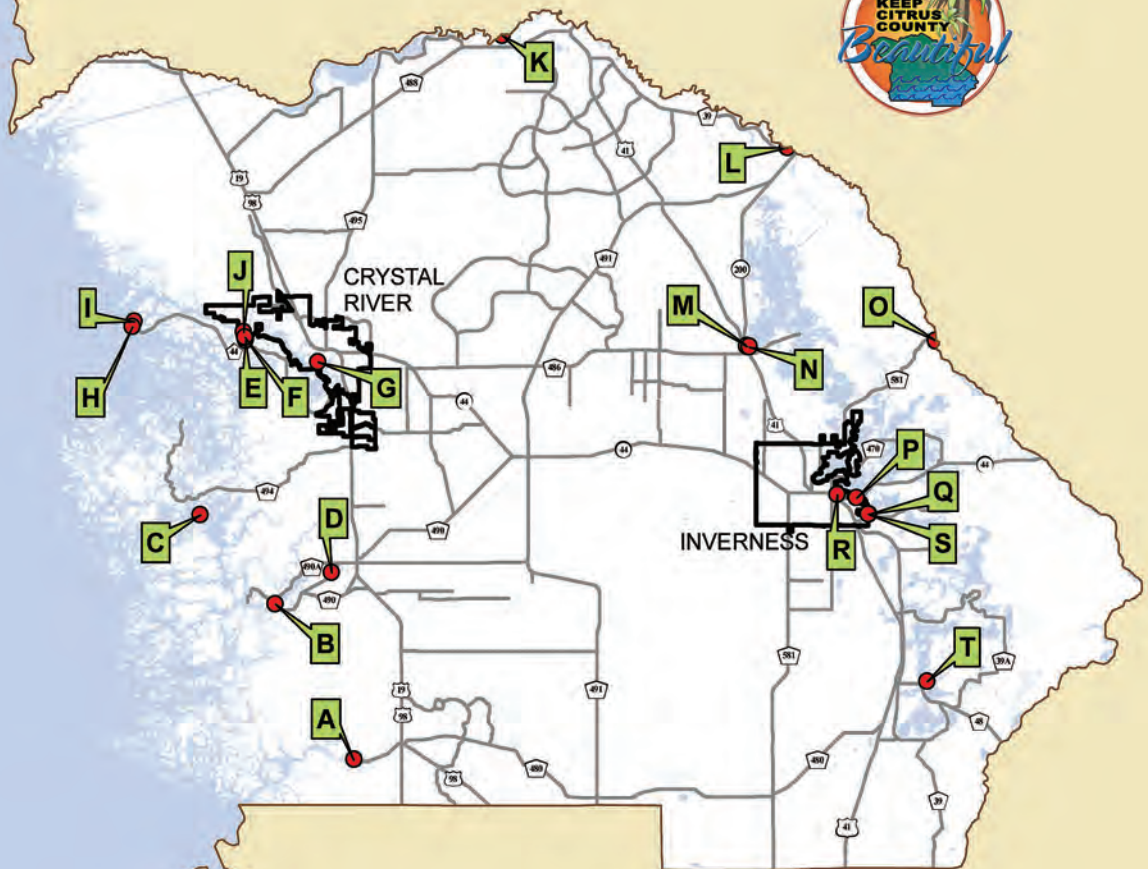 KEEP
CITRUS
COUNTY
Beautiful
K
488
39
41
L
19
98
495
200
491
J
CRYSTAL
RIVER
I
M
O
44
H
E
F
G
486
N
581
44
41
470
P
44
44
494
C
D
490
Q
INVERNESS
R
S
490A
490
B
581
39A
T
A
19
98
491
48
480
98
480
39
41